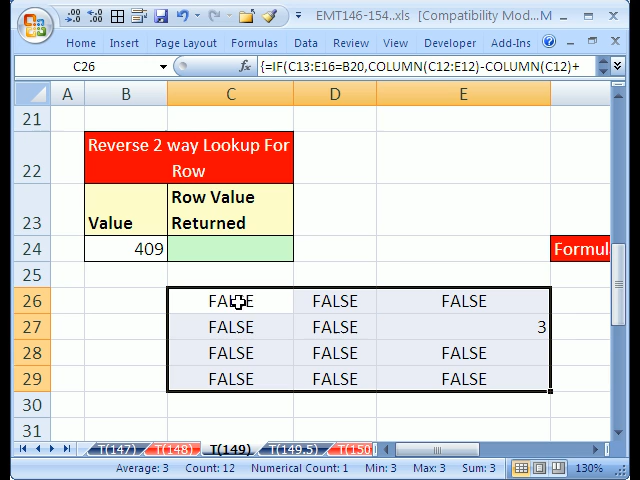 EMT146-154..xls [Compatibility Mod... M
Home Insert Page Layout Formulas Data Review View Developer Add-Ins
C26 fx {=IF(C13:E16=B20,COLUMN(C12:E12)-COLUMN(C12)+
A B C D E
21
Reverse 2 way Lookup For
22 Row
Row Value
23 Value Returned
24 409 Formul
25
26 FALSE FALSE FALSE
27 FALSE FALSE 3
28 FALSE FALSE FALSE
29 FALSE FALSE FALSE
30
31
T(147) T(148) T(149) T(149.5) T(150
Average: 3 Count: 12 Numerical Count: 1 Min: 3 Max: 3 Sum: 3 130%